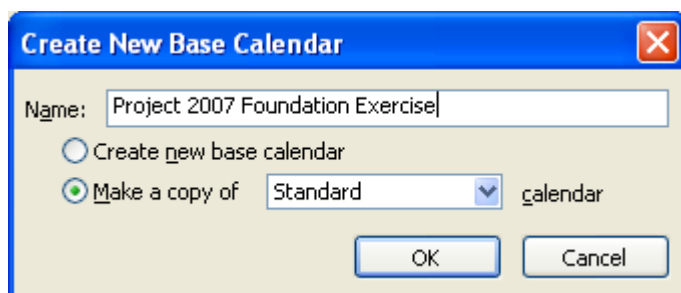 Create New Base Calendar
Name: Project 2007 Foundation Exercise
Create new base calendar
Make a copy of Standard calendar
OK Cancel